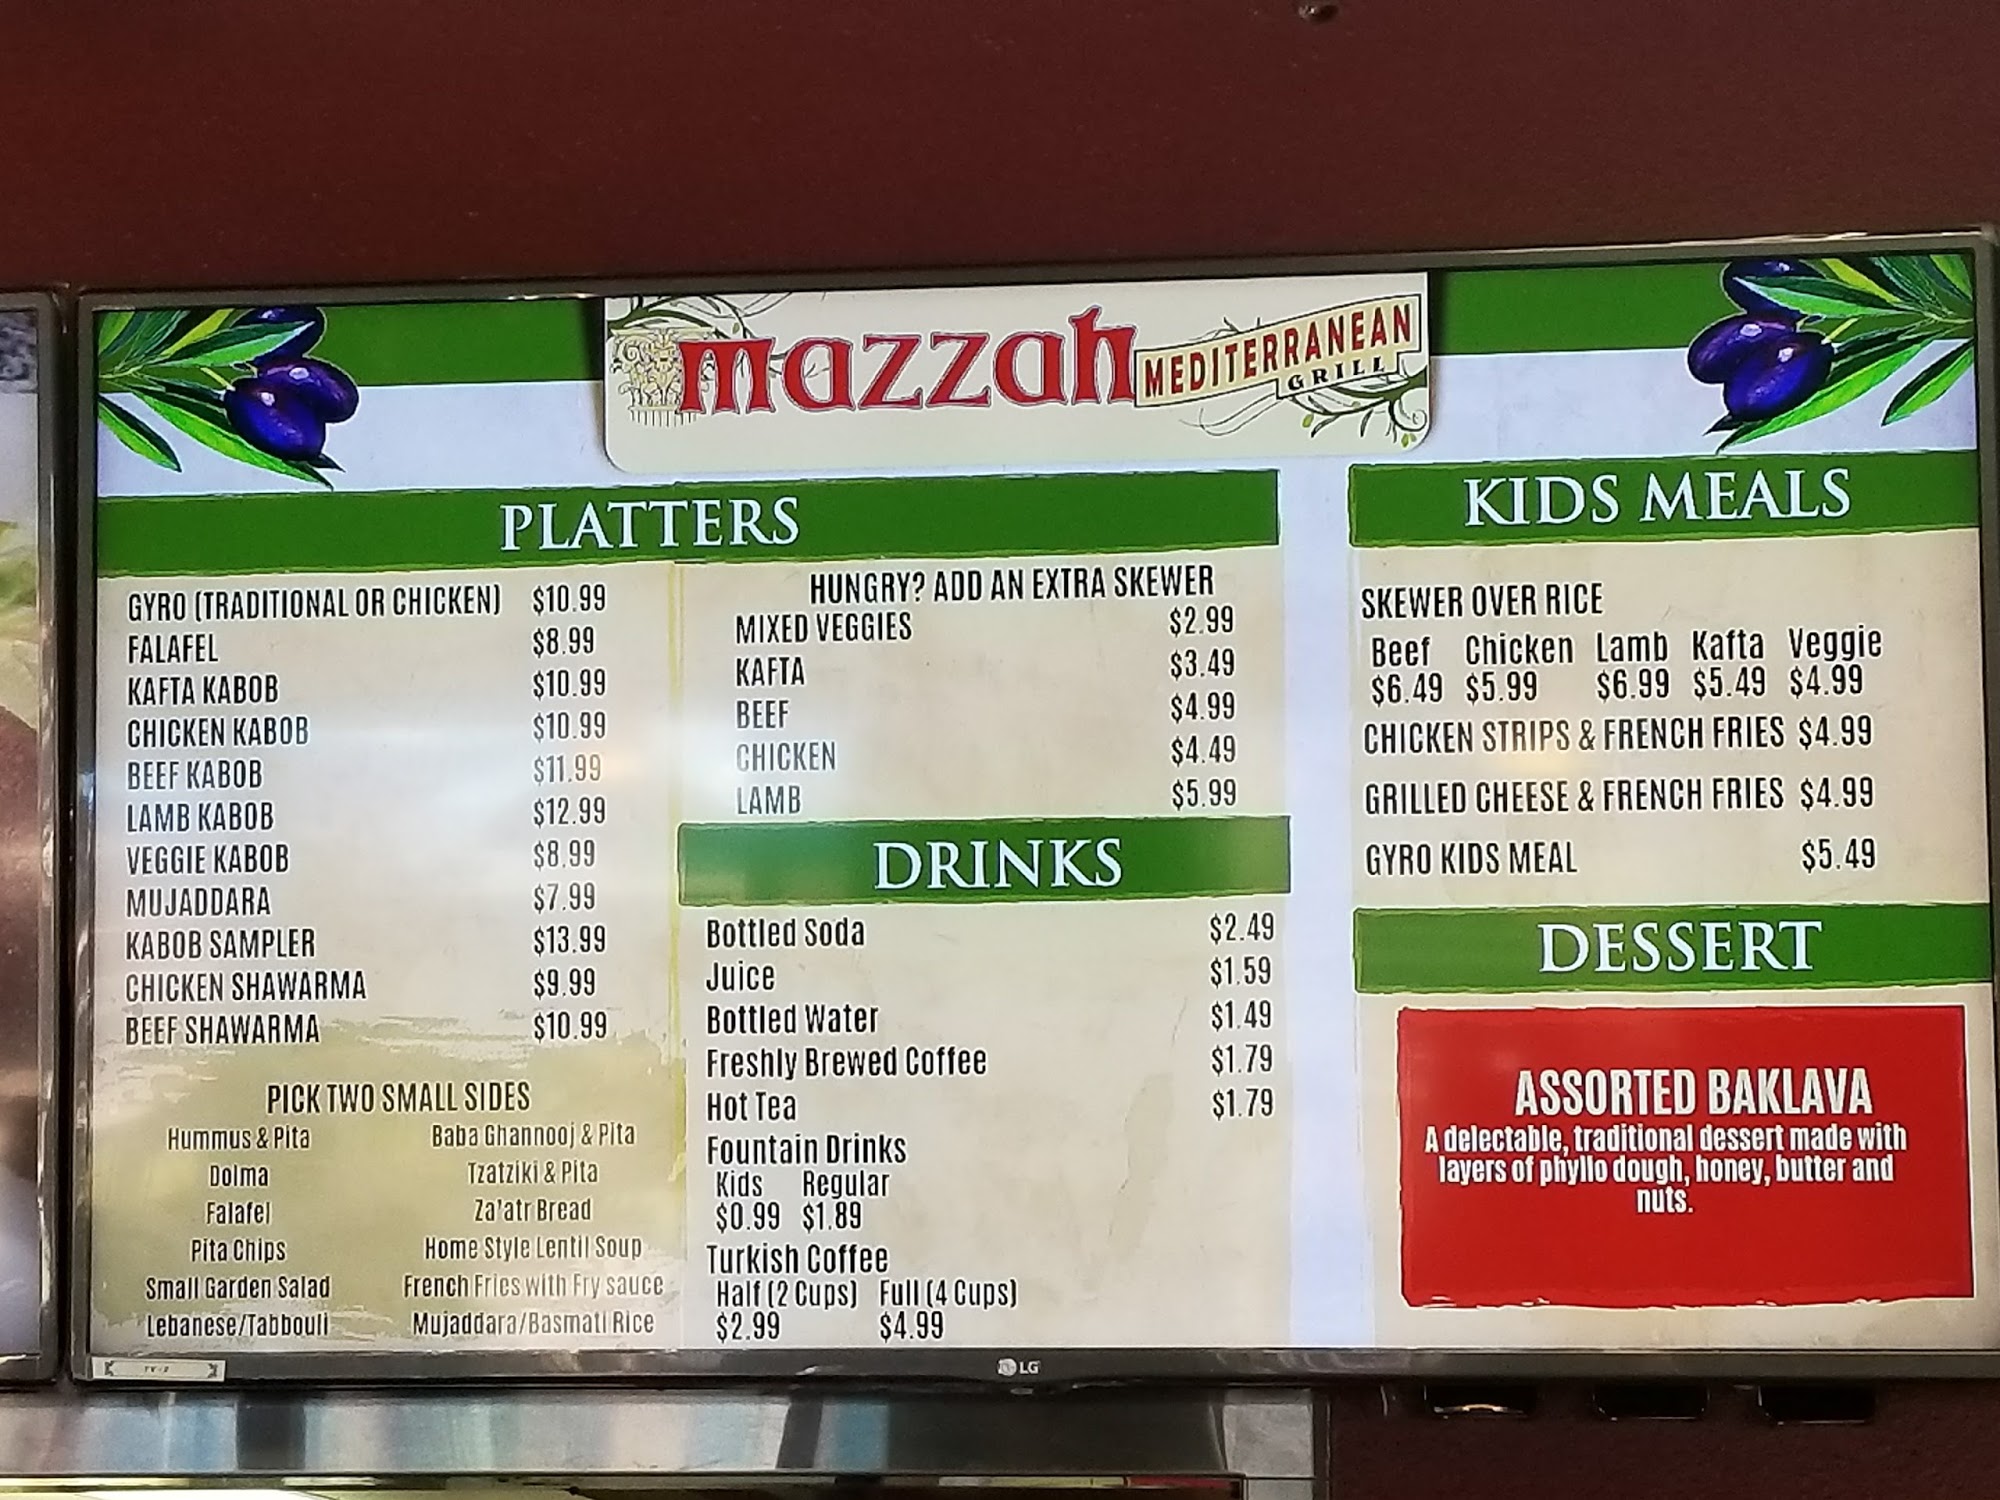 mazzah MEDITERRANEAN
GRILL
PLATTERS
GYRO (TRADITIONAL OR CHICKEN) $10.99
FALAFEL $8.99
KAFTA KABOB $10.99
CHICKEN KABOB $10.99
BEEF KABOB $11.99
LAMB KABOB $12.99
VEGGIE KABOB $8.99
MUJADDARA $7.99
KABOB SAMPLER $13.99
CHICKEN SHAWARMA $9.99
BEEF SHAWARMA $10.99
PICK TWO SMALL SIDES
Hummus & Pita Baba Ghannooj & Pita
Dolma Tzatziki & Pita
Falafel Za'atr Bread
Pita Chips Home Style Lentil Soup
Small Garden Salad French Fries with Fry sauce
Lebanese/Tabbouli Mujaddara/Basmati Rice
HUNGRY? ADD AN EXTRA SKEWER
MIXED VEGGIES $2.99
KAFTA $3.49
BEEF $4.99
CHICKEN $4.49
LAMB $5.99
DRINKS
Bottled Soda $2.49
Juice $1.59
Bottled Water $1.49
Freshly Brewed Coffee $1.79
Hot Tea $1.79
Fountain Drinks
Kids Regular
$0.99 $1.89
Turkish Coffee
Half (2 Cups) Full (4 Cups)
$2.99 $4.99
KIDS MEALS
SKEWER OVER RICE
Beef Chicken Lamb Kafta Veggie
$6.49 $5.99 $6.99 $5.49 $4.99
CHICKEN STRIPS & FRENCH FRIES $4.99
GRILLED CHEESE & FRENCH FRIES $4.99
GYRO KIDS MEAL $5.49
DESSERT
ASSORTED BAKLAVA
A delectable, traditional dessert made with
layers of phyllo dough, honey, butter and
nuts.
LG